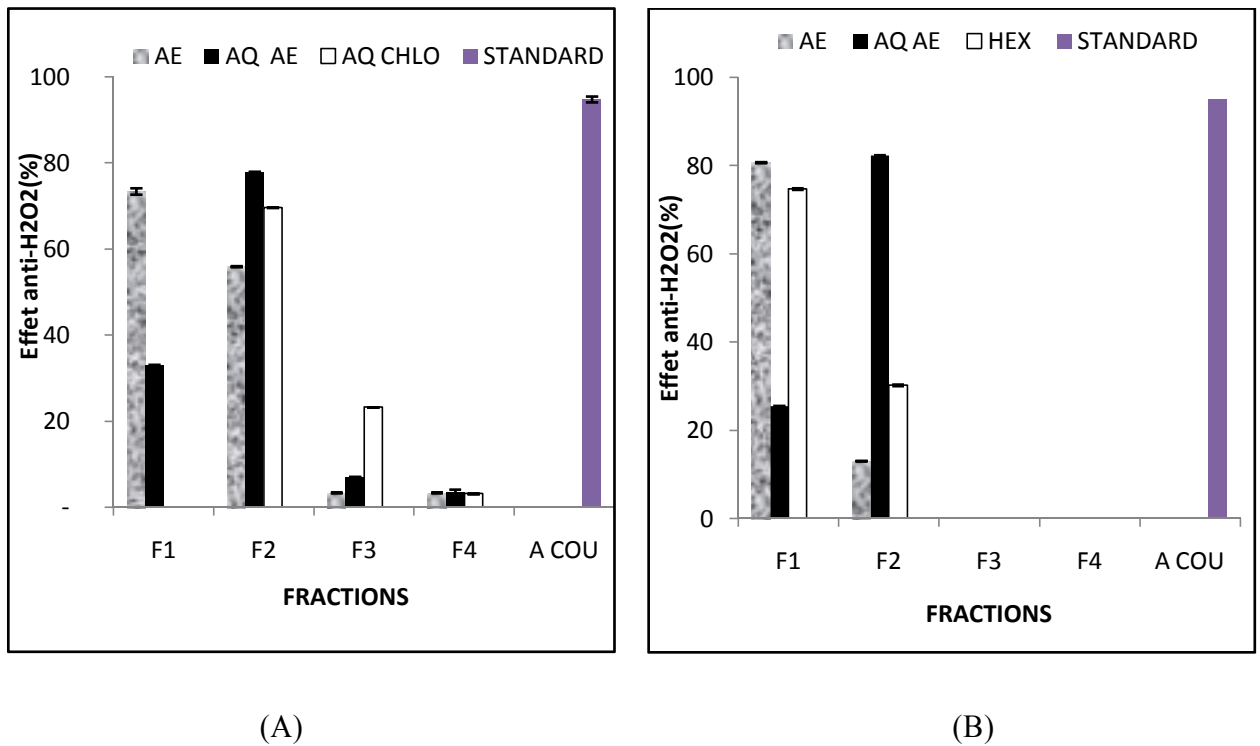 AE AQ AE AQ CHLO STANDARD
100
80
60
40
20
-
Effet anti-H2O2(%)
F1 F2 F3 F4 A COU
FRACTIONS
(A)
AE AQ AE HEX STANDARD
100
80
60
40
20
0
Effet anti-H2O2(%)
F1 F2 F3 F4 A COU
FRACTIONS
(B)